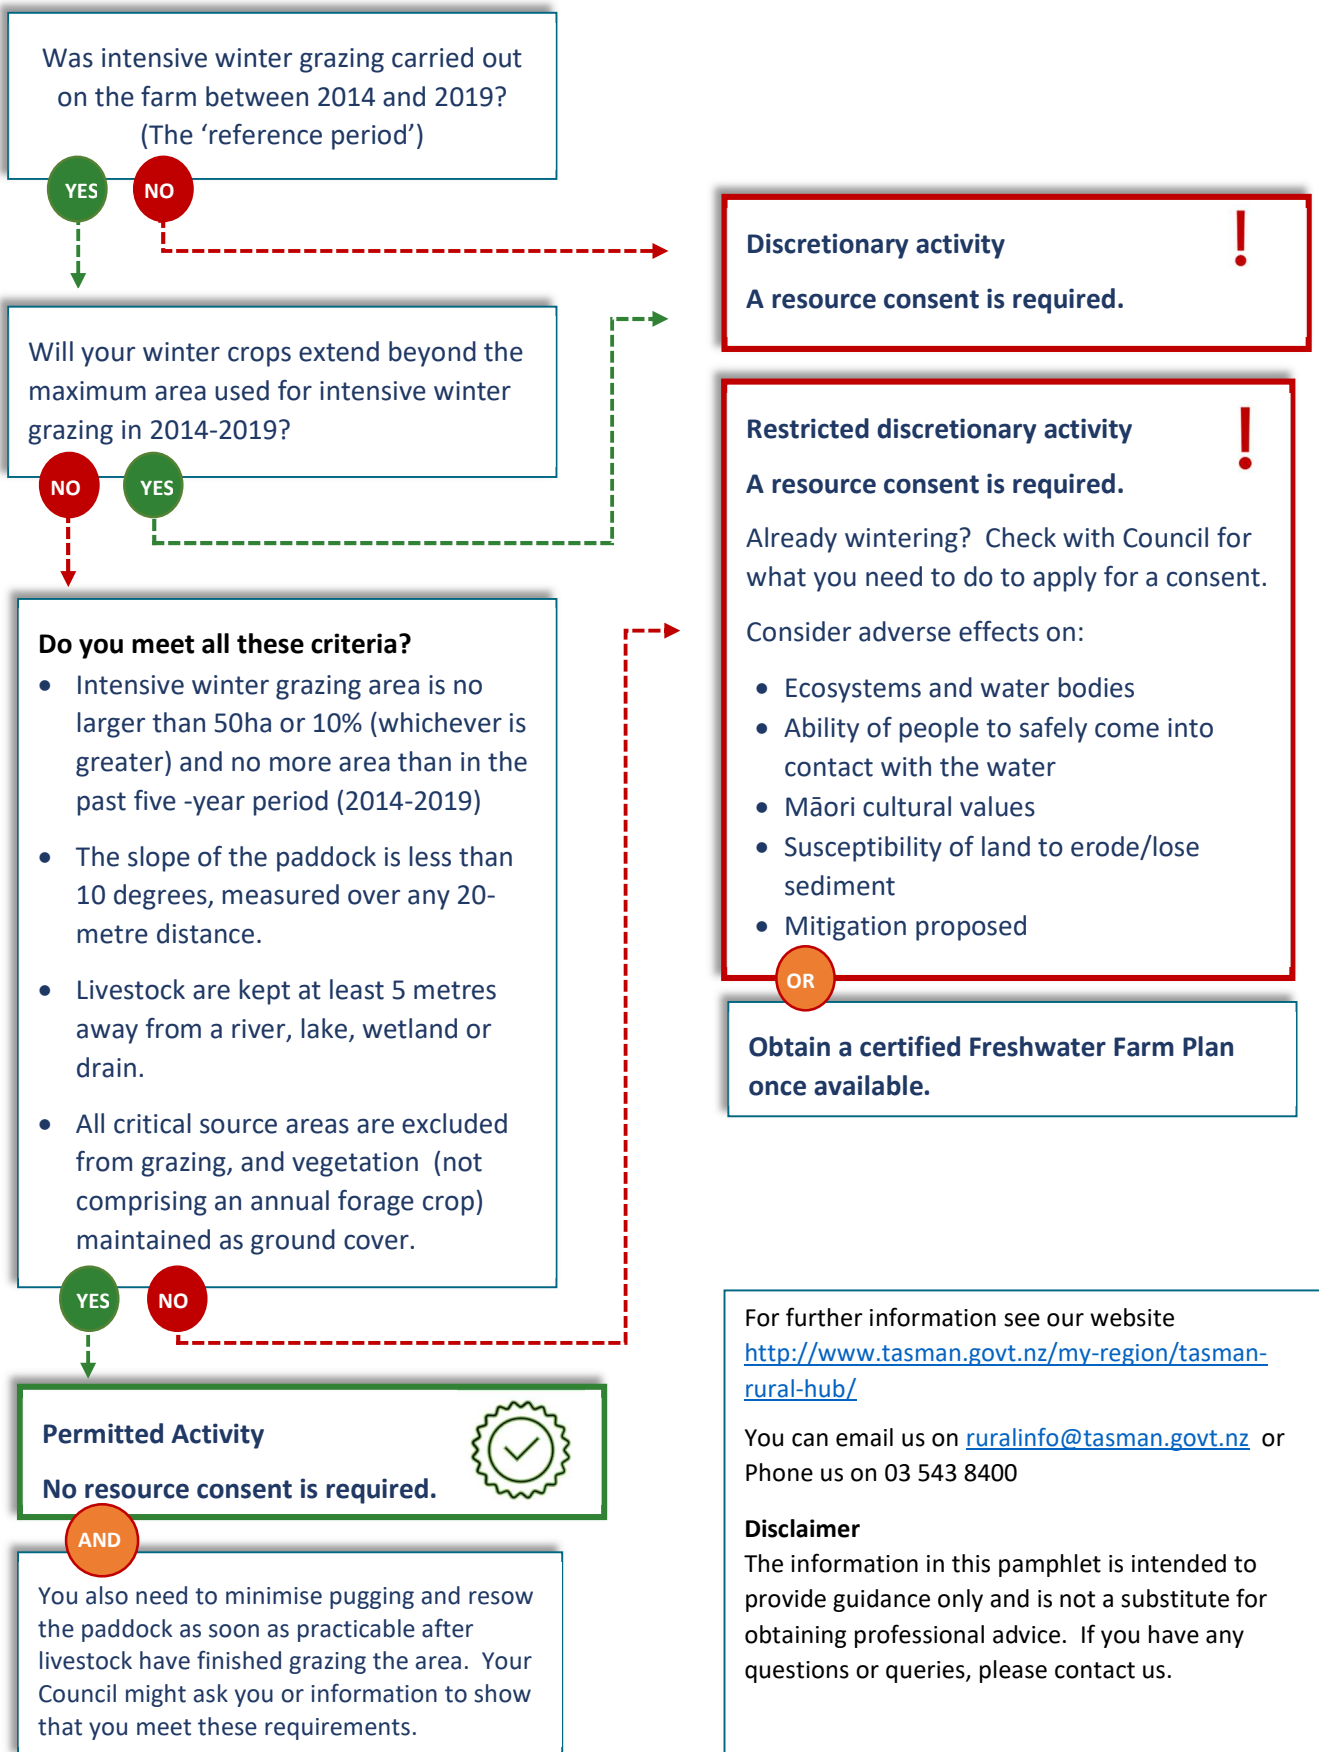 Was intensive winter grazing carried out
on the farm between 2014 and 2019?
(The ‘reference period’)
YES
NO
Will your winter crops extend beyond the
maximum area used for intensive winter
grazing in 2014-2019?
NO
YES
Do you meet all these criteria?
• Intensive winter grazing area is no
larger than 50ha or 10% (whichever is
greater) and no more area than in the
past five -year period (2014-2019)
• The slope of the paddock is less than
10 degrees, measured over any 20-
metre distance.
• Livestock are kept at least 5 metres
away from a river, lake, wetland or
drain.
• All critical source areas are excluded
from grazing, and vegetation (not
comprising an annual forage crop)
maintained as ground cover.
YES
NO
Permitted Activity
No resource consent is required.
AND
You also need to minimise pugging and resow
the paddock as soon as practicable after
livestock have finished grazing the area. Your
Council might ask you or information to show
that you meet these requirements.
Discretionary activity
!
A resource consent is required.
Restricted discretionary activity
!
A resource consent is required.
Already wintering? Check with Council for
what you need to do to apply for a consent.
Consider adverse effects on:
• Ecosystems and water bodies
• Ability of people to safely come into
contact with the water
• Māori cultural values
• Susceptibility of land to erode/lose
sediment
• Mitigation proposed
OR
Obtain a certified Freshwater Farm Plan
once available.
For further information see our website
http://www.tasman.govt.nz/my-region/tasman-
rural-hub/
You can email us on ruralinfo@tasman.govt.nz or
Phone us on 03 543 8400
Disclaimer
The information in this pamphlet is intended to
provide guidance only and is not a substitute for
obtaining professional advice. If you have any
questions or queries, please contact us.